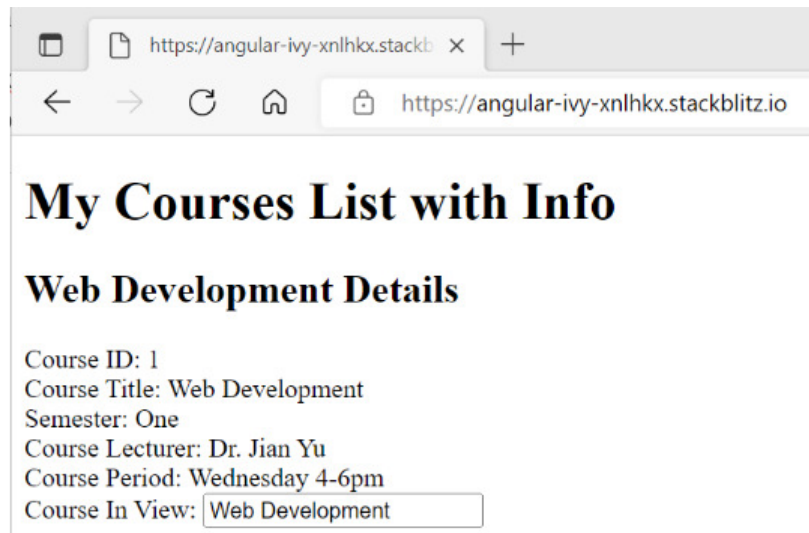 https://angular-ivy-xnlhkx.stackb
https://angular-ivy-xnlhkx.stackblitz.io
My Courses List with Info
Web Development Details
Course ID: 1
Course Title: Web Development
Semester: One
Course Lecturer: Dr. Jian Yu
Course Period: Wednesday 4-6pm
Course In View: Web Development